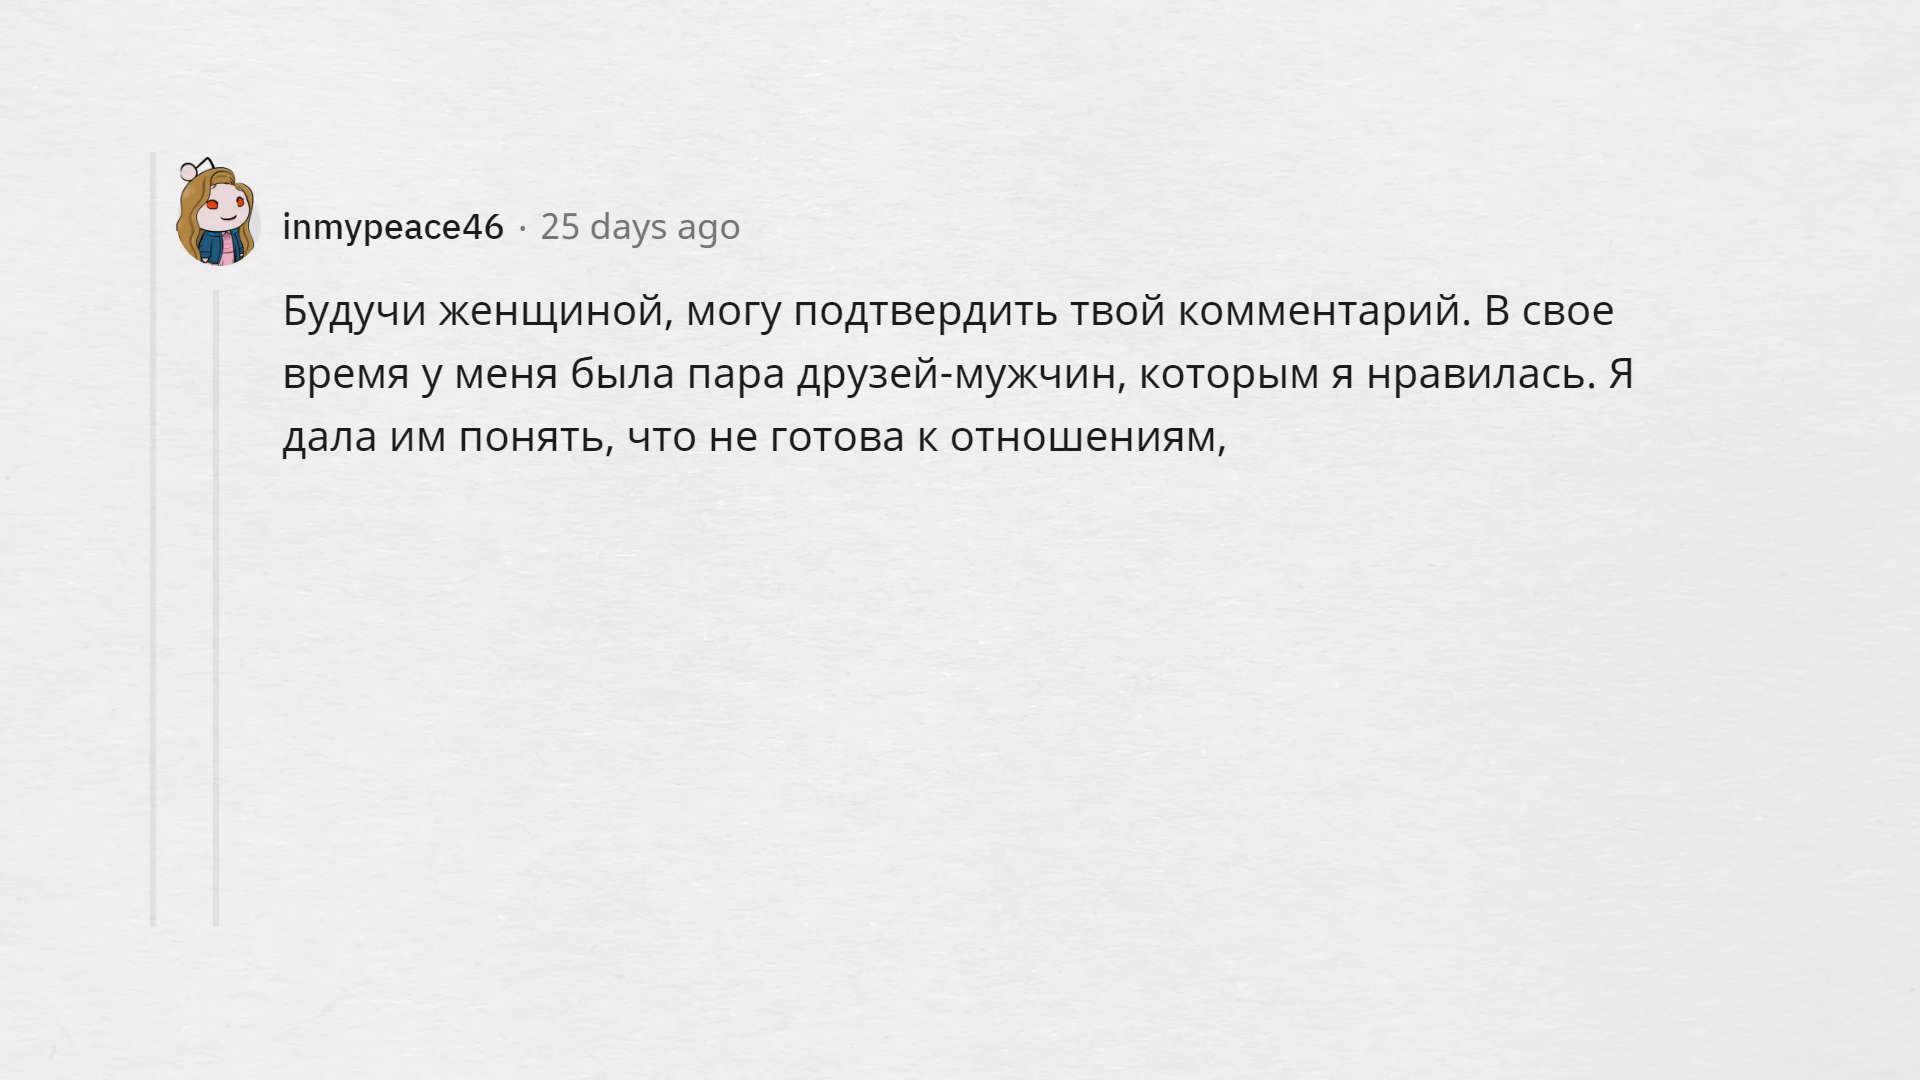 inmypeace46 · 25 days ago
Будучи женщиной, могу подтвердить твой комментарий. В свое
время у меня была пара друзей-мужчин, которым я нравилась. Я
дала им понять, что не готова к отношениям,